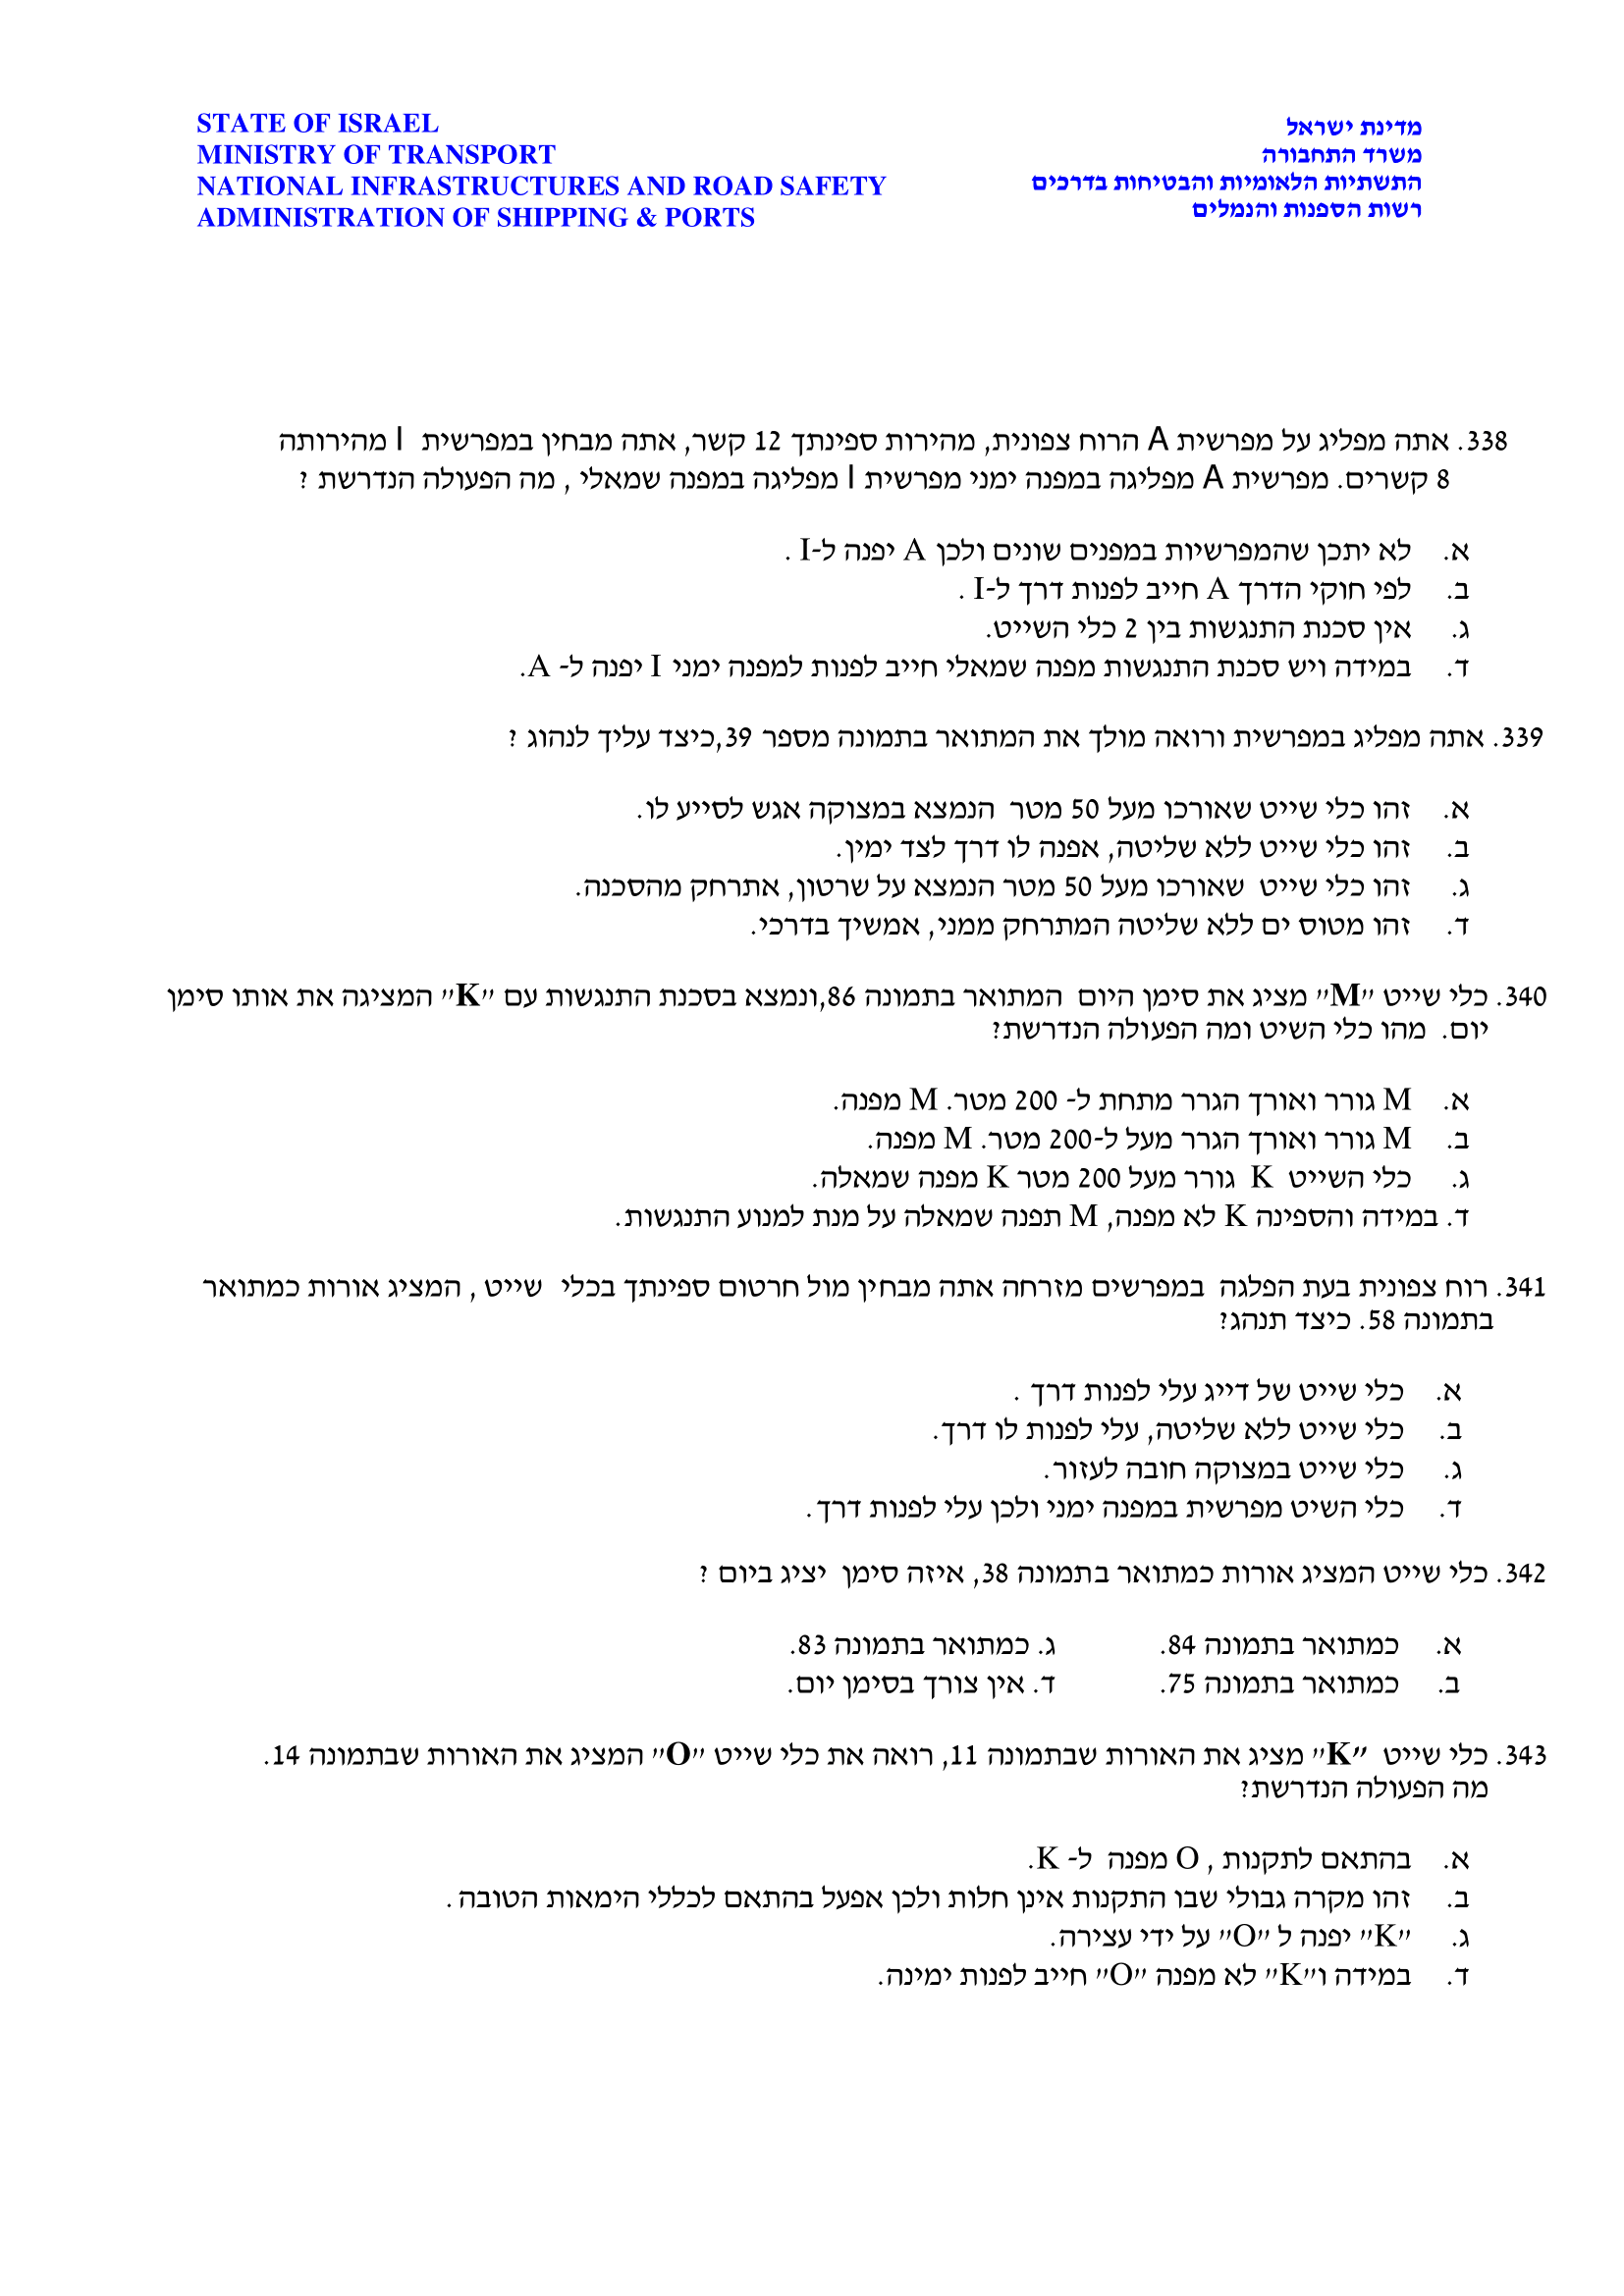 STATE OF ISRAEL
MINISTRY OF TRANSPORT
NATIONAL INFRASTRUCTURES AND ROAD SAFETY
ADMINISTRATION OF SHIPPING & PORTS
מדינת ישראל
משרד התחבורה
התשתיות הלאומיות והבטיחות בדרכים
רשות הספנות והנמלים
338. אתה מפליג על מפרשית A הרוח צפונית, מהירות ספינתך 12 קשר, אתה מבחין במפרשית I מהירותה
8 קשרים. מפרשית A מפליגה במפנה ימני מפרשית I מפליגה במפנה שמאלי , מה הפעולה הנדרשת ?
א. לא יתכן שהמפרשיות במפנים שונים ולכן A יפנה ל-I .
ב. לפי חוקי הדרך A חייב לפנות דרך ל-I .
ג. אין סכנת התנגשות בין 2 כלי השייט.
ד. במידה ויש סכנת התנגשות מפנה שמאלי חייב לפנות למפנה ימני I יפנה ל- A.
339. אתה מפליג במפרשית ורואה מולך את המתואר בתמונה מספר 39,כיצד עליך לנהוג ?
א. זהו כלי שייט שאורכו מעל 50 מטר הנמצא במצוקה אגש לסייע לו.
ב. זהו כלי שייט ללא שליטה, אפנה לו דרך לצד ימין.
ג. זהו כלי שייט שאורכו מעל 50 מטר הנמצא על שרטון, אתרחק מהסכנה.
ד. זהו מטוס ים ללא שליטה המתרחק ממני, אמשיך בדרכי.
340. כלי שייט "M" מציג את סימן היום המתואר בתמונה 86,ונמצא בסכנת התנגשות עם "K" המציגה את אותו סימן
יום. מהו כלי השיט ומה הפעולה הנדרשת?
א. M גורר ואורך הגרר מתחת ל- 200 מטר. M מפנה.
ב. M גורר ואורך הגרר מעל ל-200 מטר. M מפנה.
ג. כלי השייט K גורר מעל 200 מטר K מפנה שמאלה.
ד. במידה והספינה K לא מפנה, M תפנה שמאלה על מנת למנוע התנגשות.
341. רוח צפונית בעת הפלגה במפרשים מזרחה אתה מבחין מול חרטום ספינתך בכלי שייט , המציג אורות כמתואר
בתמונה 58. כיצד תנהג?
א. כלי שייט של דייג עלי לפנות דרך .
ב. כלי שייט ללא שליטה, עלי לפנות לו דרך.
ג. כלי שייט במצוקה חובה לעזור.
ד. כלי השיט מפרשית במפנה ימני ולכן עלי לפנות דרך.
342. כלי שייט המציג אורות כמתואר בתמונה 38, איזה סימן יציג ביום ?
א. כמתואר בתמונה 84. ג. כמתואר בתמונה 83.
ב. כמתואר בתמונה 75. ד. אין צורך בסימן יום.
343. כלי שייט "K" מציג את האורות שבתמונה 11, רואה את כלי שייט "O" המציג את האורות שבתמונה 14.
מה הפעולה הנדרשת?
א. בהתאם לתקנות , O מפנה ל- K.
ב. זהו מקרה גבולי שבו התקנות אינן חלות ולכן אפעל בהתאם לכללי הימאות הטובה .
ג. "K" יפנה ל "O" על ידי עצירה.
ד. במידה ו"K" לא מפנה "O" חייב לפנות ימינה.